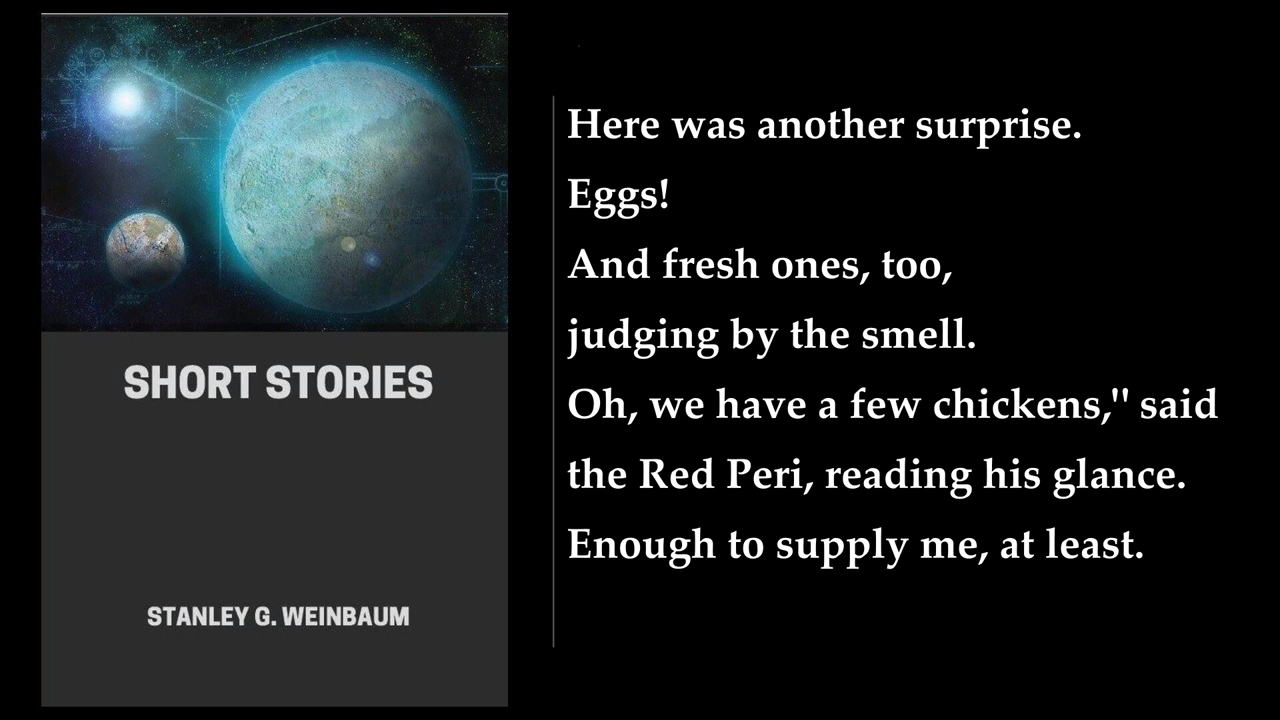 SHORT STORIES
STANLEY G. WEINBAUM
Here was another surprise.
Eggs!
And fresh ones, too,
judging by the smell.
Oh, we have a few chickens," said
the Red Peri, reading his glance.
Enough to supply me, at least.